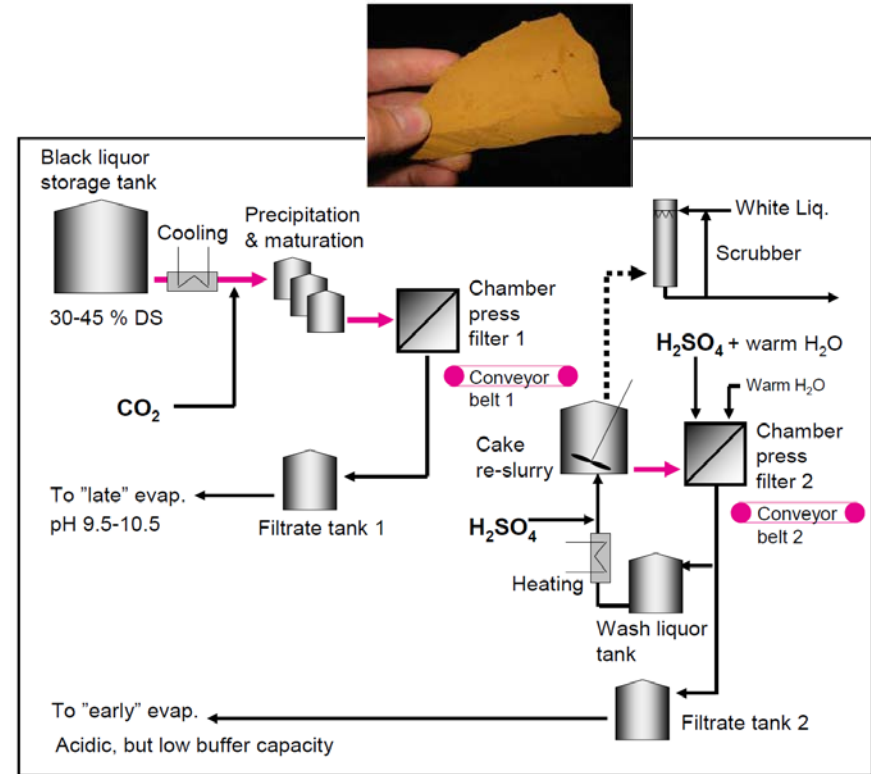 Black liquor
storage tank
Cooling
Precipitation
& maturation
30-45 % DS
CO₂
Chamber
press
filter 1
Conveyor
belt 1
White Liq.
Scrubber
H₂SO₄ + warm H₂O
Warm H₂O
Cake
re-slurry
Chamber
press
filter 2
Conveyor
belt 2
To "late" evap.
pH 9.5-10.5
Filtrate tank 1
H₂SO₄
Heating
Wash liquor
tank
To "early" evap.
Acidic, but low buffer capacity
Filtrate tank 2